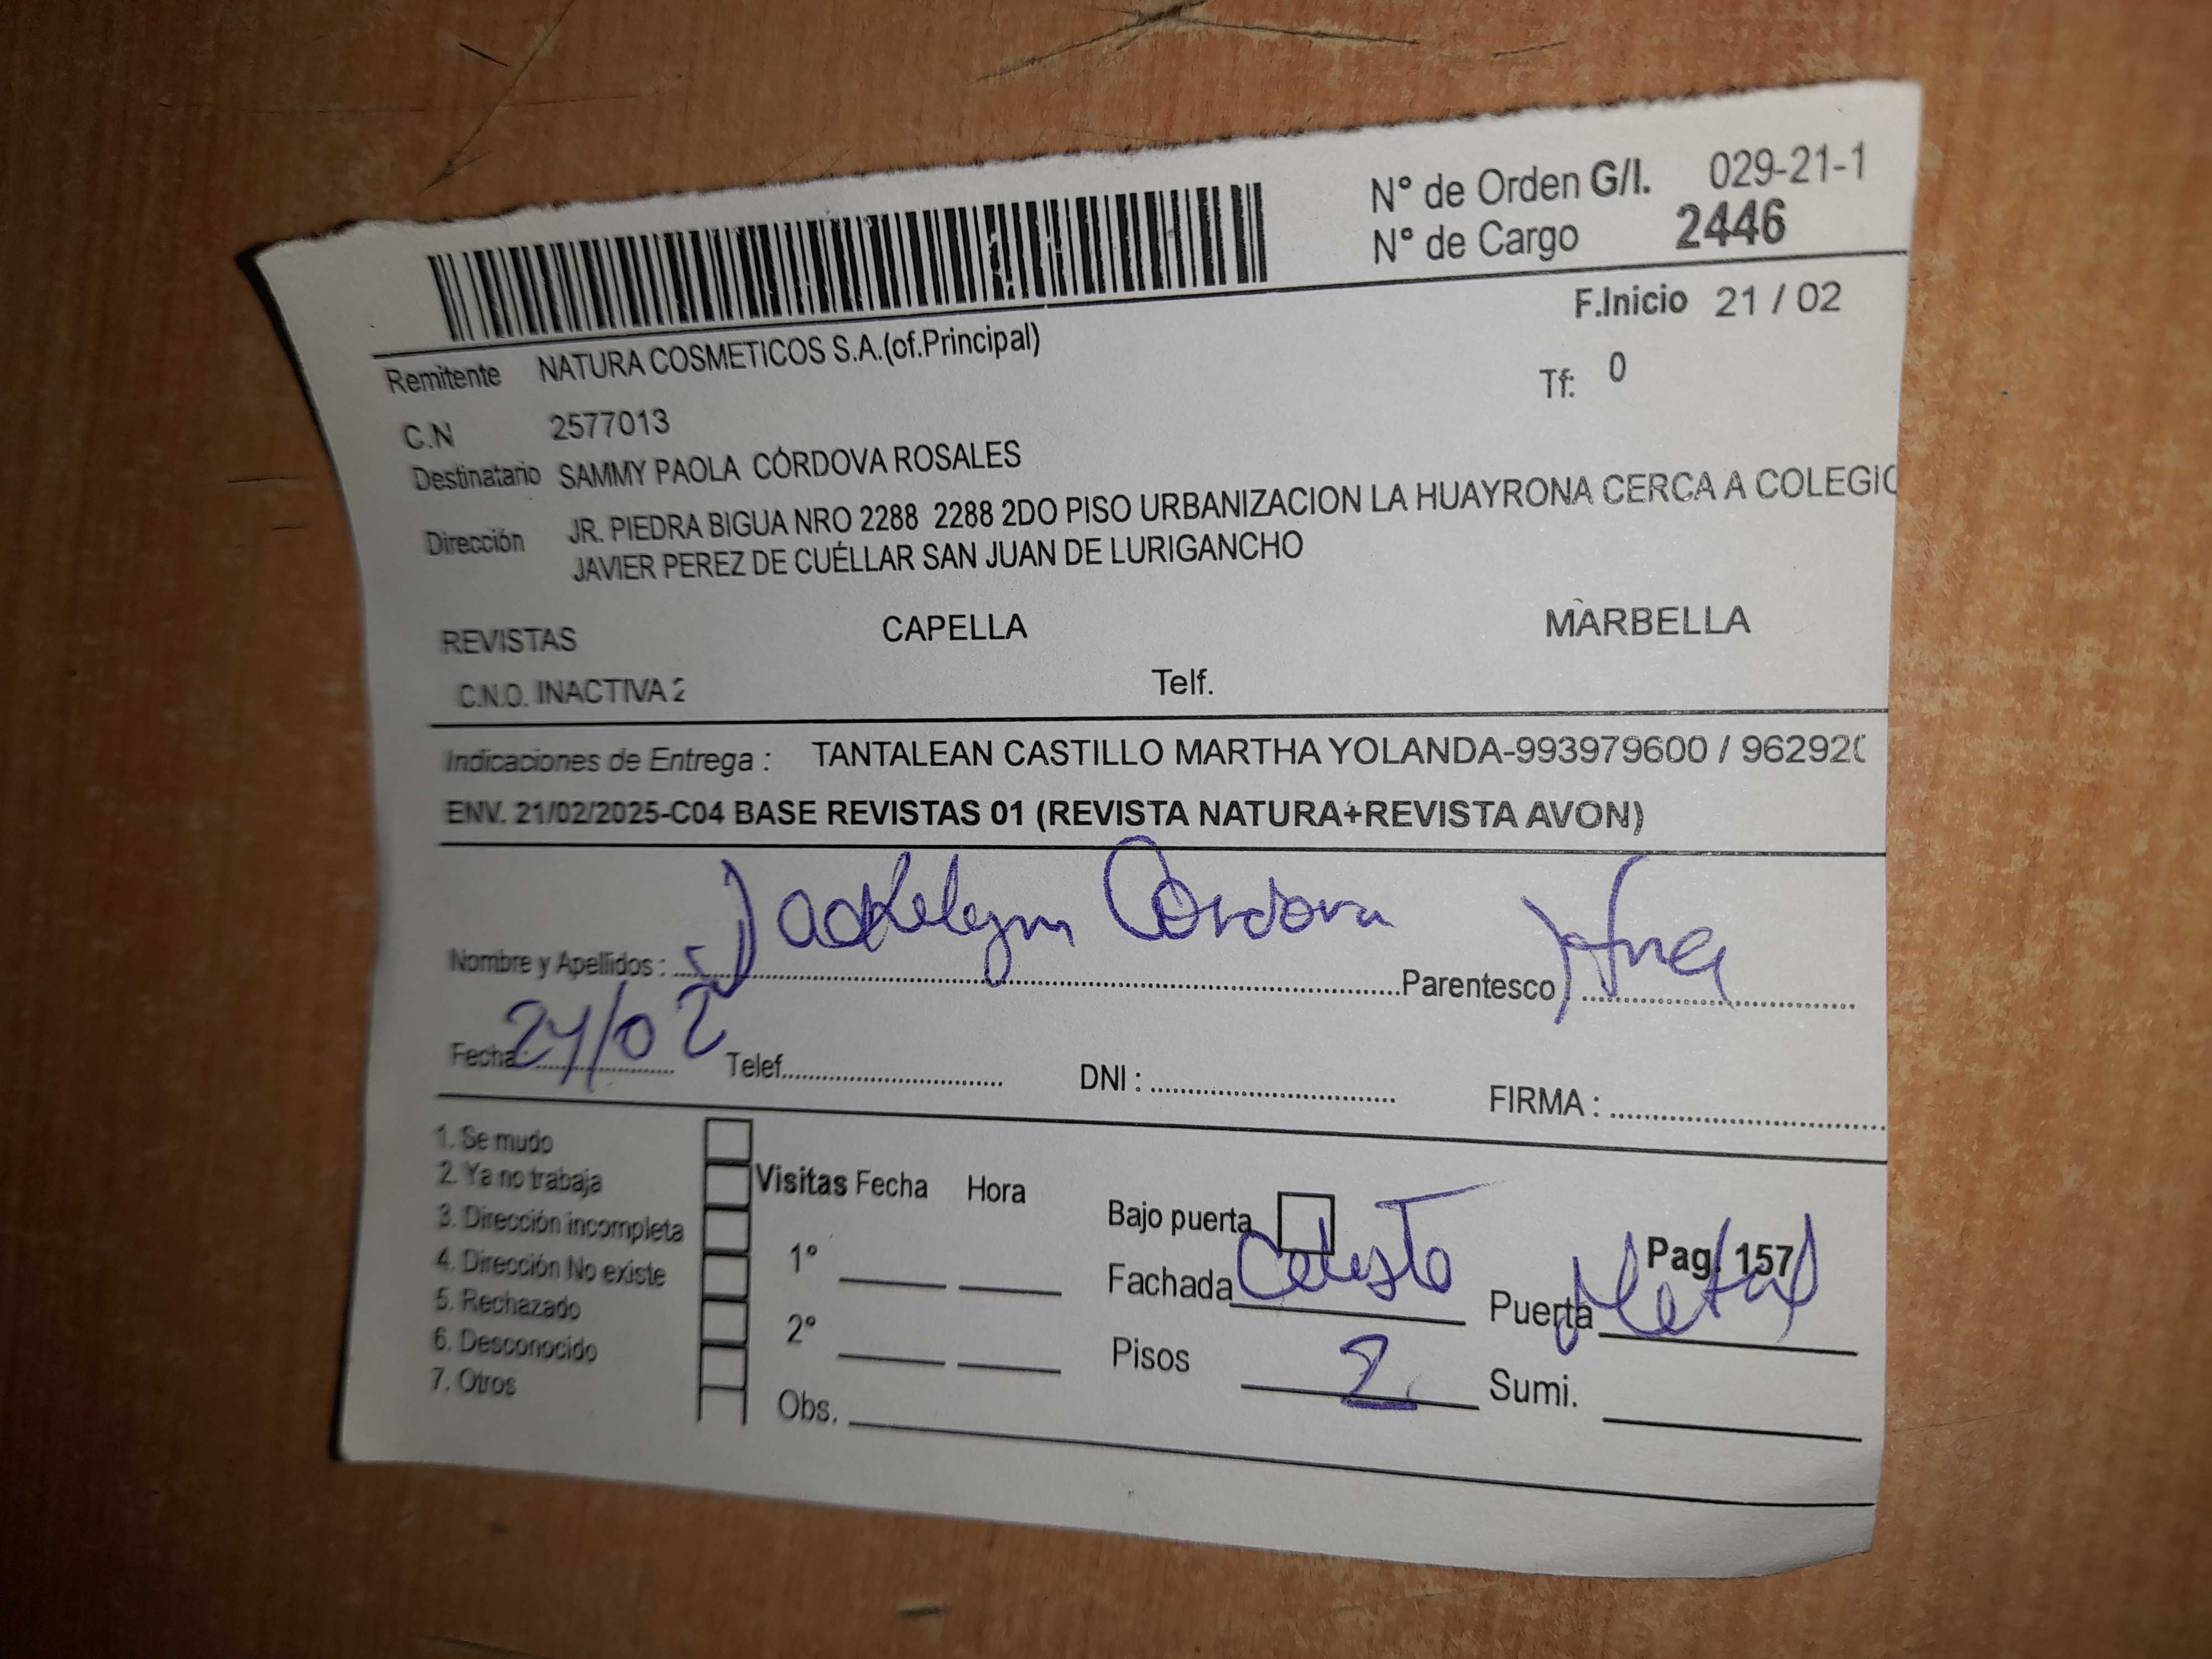 N° de Orden G/I. 029-21-1
N° de Cargo 2446
F.Inicio 21 / 02
Remitente NATURA COSMETICOS S.A.(of.Principal)
Tf: 0
C.N 2577013
Destinatario SAMMY PAOLA CÓRDOVA ROSALES
Dirección JR. PIEDRA BIGUA NRO 2288 2288 2DO PISO URBANIZACION LA HUAYRONA CERCA A COLEGIO
JAVIER PEREZ DE CUÉLLAR SAN JUAN DE LURIGANCHO
REVISTAS CAPELLA MARBELLA
C.N.O. INACTIVA 2 Telf.
Indicaciones de Entrega : TANTALEAN CASTILLO MARTHA YOLANDA-993979600 / 962920
ENV. 21/02/2025-C04 BASE REVISTAS 01 (REVISTA NATURA+REVISTA AVON)
Nombre y Apellidos : Jackelyn Cordova Parentesco :
Fecha: 24/02 Telef. DNI : FIRMA :
1. Se mudo
2. Ya no trabaja
3. Dirección incompleta
4. Dirección No existe
5. Rechazado
6. Desconocido
7. Otros
Visitas Fecha Hora
1°
2°
Obs.
Bajo puerta Pag. 157
Fachada Celeste Puerta Metal
Pisos 2 Sumi.